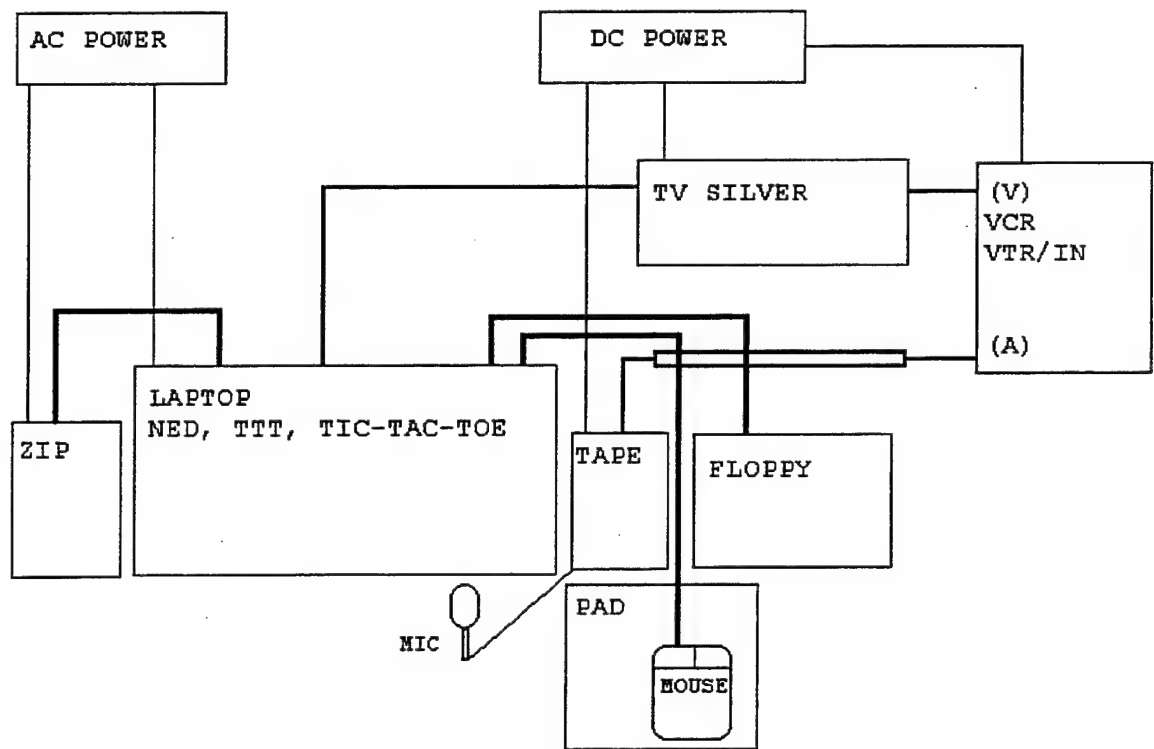 AC POWER
DC POWER
TV SILVER
(V)
VCR
VTR/IN
(A)
LAPTOP
NED, TTT, TIC-TAC-TOE
ZIP
TAPE
FLOPPY
PAD
MIC
MOUSE